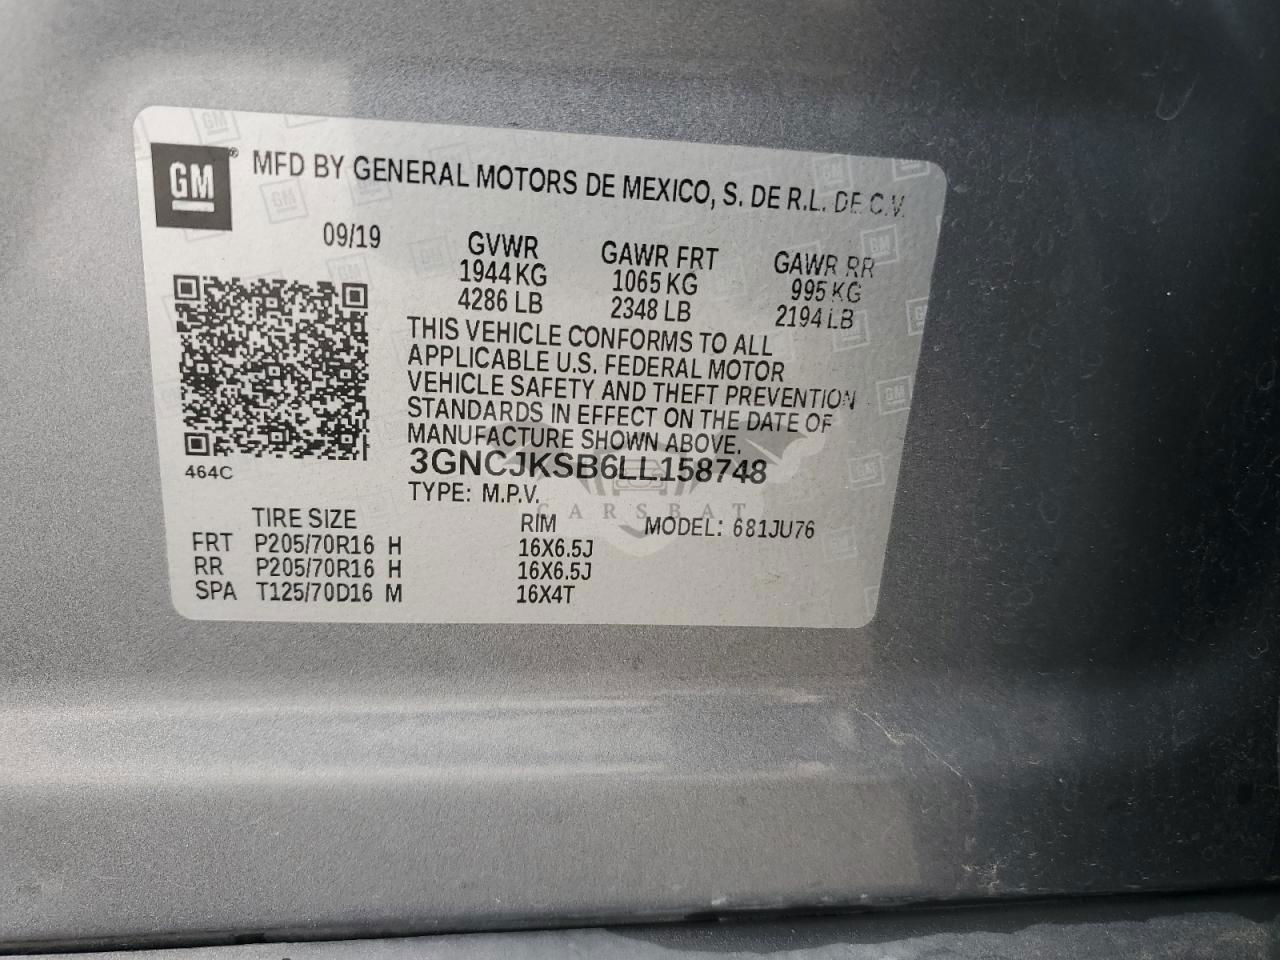 GM® MFD BY GENERAL MOTORS DE MEXICO, S. DE R.L. DE C.V.
09/19 GVWR GAWR FRT GAWR RR
1944 KG 1065 KG 995 KG
4286 LB 2348 LB 2194 LB
THIS VEHICLE CONFORMS TO ALL
APPLICABLE U.S. FEDERAL MOTOR
VEHICLE SAFETY AND THEFT PREVENTION
STANDARDS IN EFFECT ON THE DATE OF
MANUFACTURE SHOWN ABOVE.
464C
3GNCJKSB6LL158748
TYPE: M.P.V.
CARSBAT
TIRE SIZE RIM MODEL: 681JU76
FRT P205/70R16 H 16X6.5J
RR P205/70R16 H 16X6.5J
SPA T125/70D16 M 16X4T